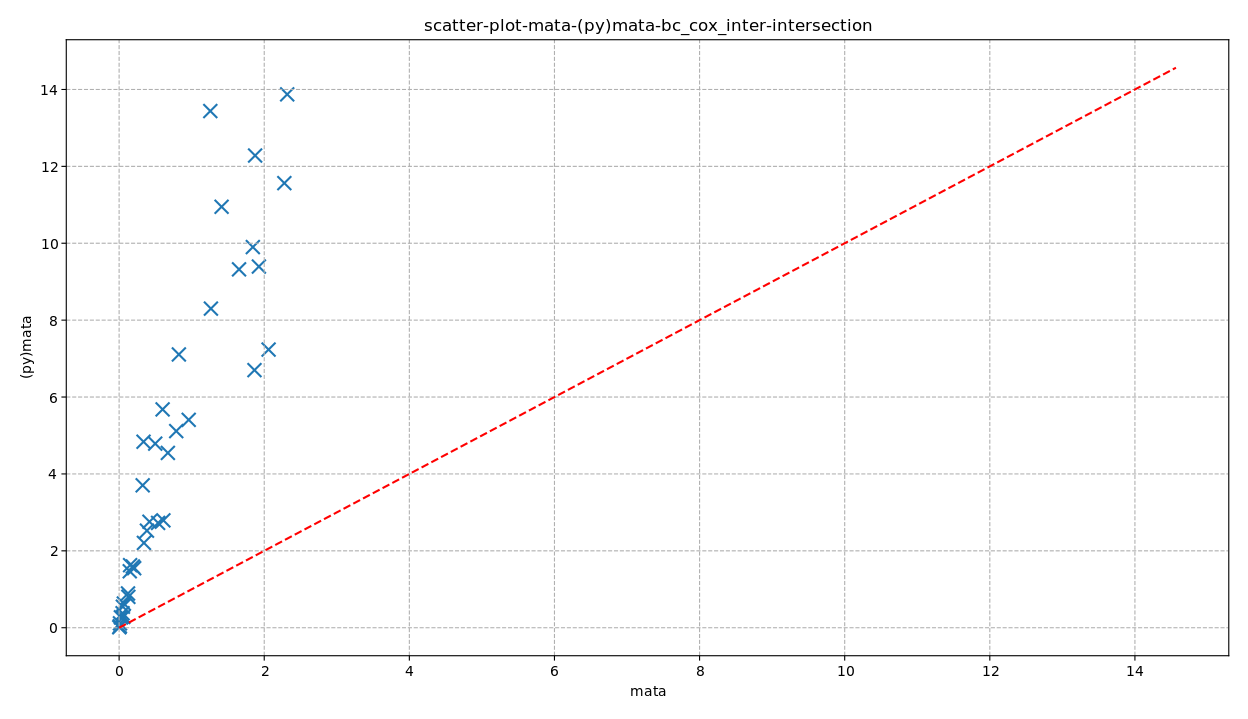 scatter-plot-mata-(py)mata-bc_cox_inter-intersection
14
12
10
8
6
4
2
0
(py)mata
0 2 4 6 8 10 12 14
mata